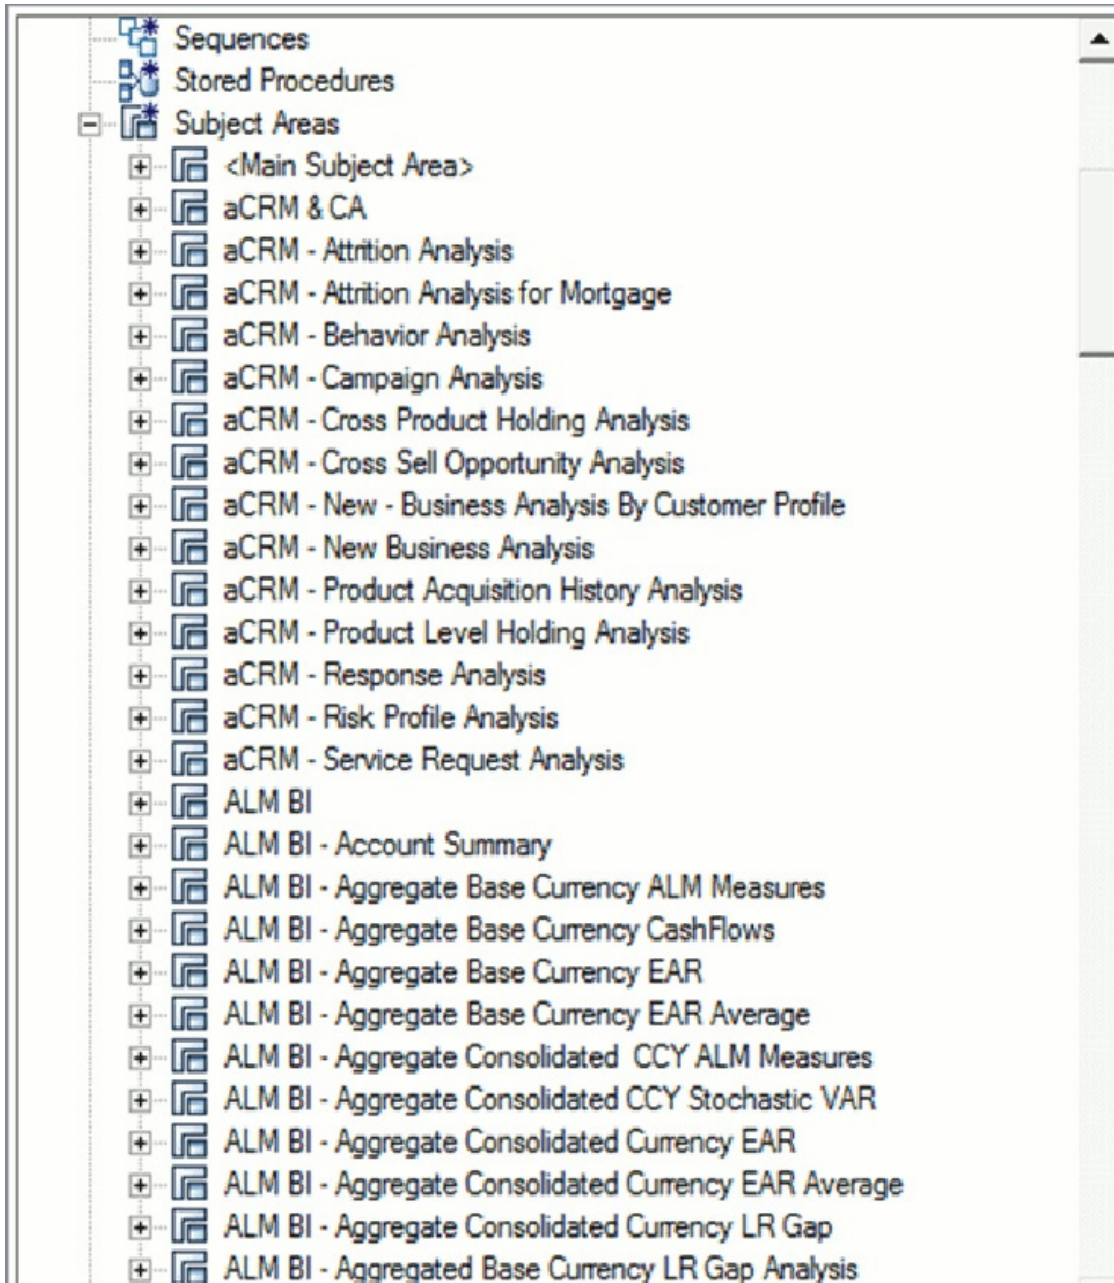 Sequences
Stored Procedures
Subject Areas
<Main Subject Area>
aCRM & CA
aCRM - Attrition Analysis
aCRM - Attrition Analysis for Mortgage
aCRM - Behavior Analysis
aCRM - Campaign Analysis
aCRM - Cross Product Holding Analysis
aCRM - Cross Sell Opportunity Analysis
aCRM - New - Business Analysis By Customer Profile
aCRM - New Business Analysis
aCRM - Product Acquisition History Analysis
aCRM - Product Level Holding Analysis
aCRM - Response Analysis
aCRM - Risk Profile Analysis
aCRM - Service Request Analysis
ALM BI
ALM BI - Account Summary
ALM BI - Aggregate Base Currency ALM Measures
ALM BI - Aggregate Base Currency CashFlows
ALM BI - Aggregate Base Currency EAR
ALM BI - Aggregate Base Currency EAR Average
ALM BI - Aggregate Consolidated  CCY ALM Measures
ALM BI - Aggregate Consolidated CCY Stochastic VAR
ALM BI - Aggregate Consolidated Currency EAR
ALM BI - Aggregate Consolidated Currency EAR Average
ALM BI - Aggregate Consolidated Currency LR Gap
ALM BI - Aggregated Base Currency LR Gap Analysis